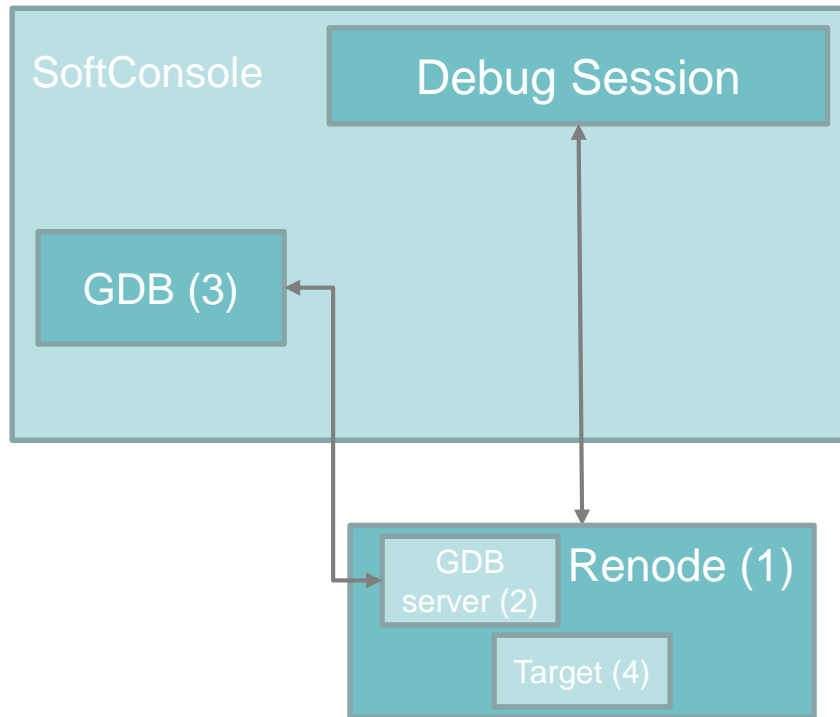 SoftConsole
Debug Session
GDB (3)
GDB
server (2)
Renode (1)
Target (4)